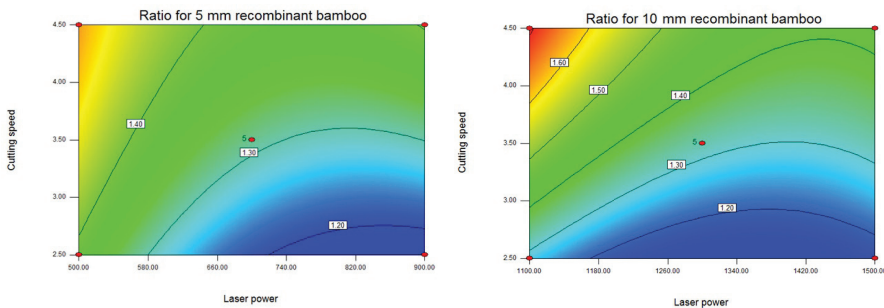 Ratio for 5 mm recombinant bamboo
4.50
4.00
3.50
3.00
2.50
Cutting speed
1.40
5
1.30
1.20
500.00 580.00 660.00 740.00 820.00 900.00
Laser power
Ratio for 10 mm recombinant bamboo
4.50
4.00
3.50
3.00
2.50
Cutting speed
1.60
1.50
1.40
5
1.30
1.20
1100.00 1180.00 1260.00 1340.00 1420.00 1500.00
Laser power